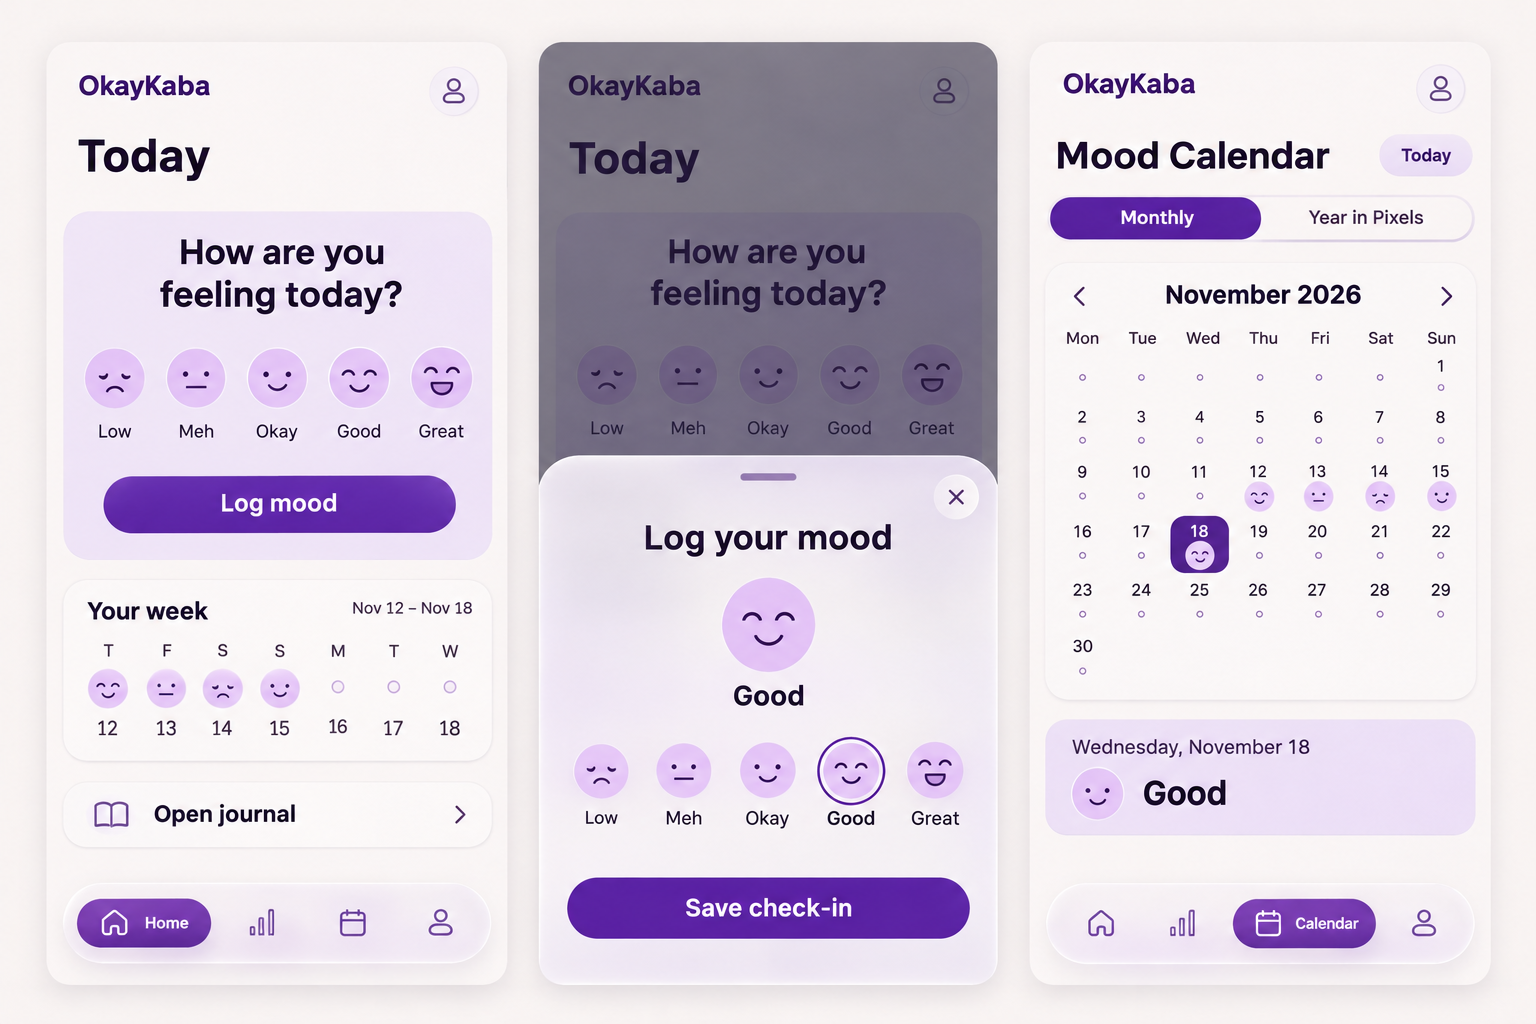 OkayKaba
Today
How are you
feeling today?
Low Meh Okay Good Great
Log mood
Your week Nov 12 – Nov 18
T F S S M T W
12 13 14 15 16 17 18
Open journal
Home
OkayKaba
Today
How are you
feeling today?
Low Meh Okay Good Great
Log your mood
Good
Low Meh Okay Good Great
Save check-in
OkayKaba
Mood Calendar Today
Monthly Year in Pixels
November 2026
Mon Tue Wed Thu Fri Sat Sun
1
2 3 4 5 6 7 8
9 10 11 12 13 14 15
16 17 18 19 20 21 22
23 24 25 26 27 28 29
30
Wednesday, November 18
Good
Calendar